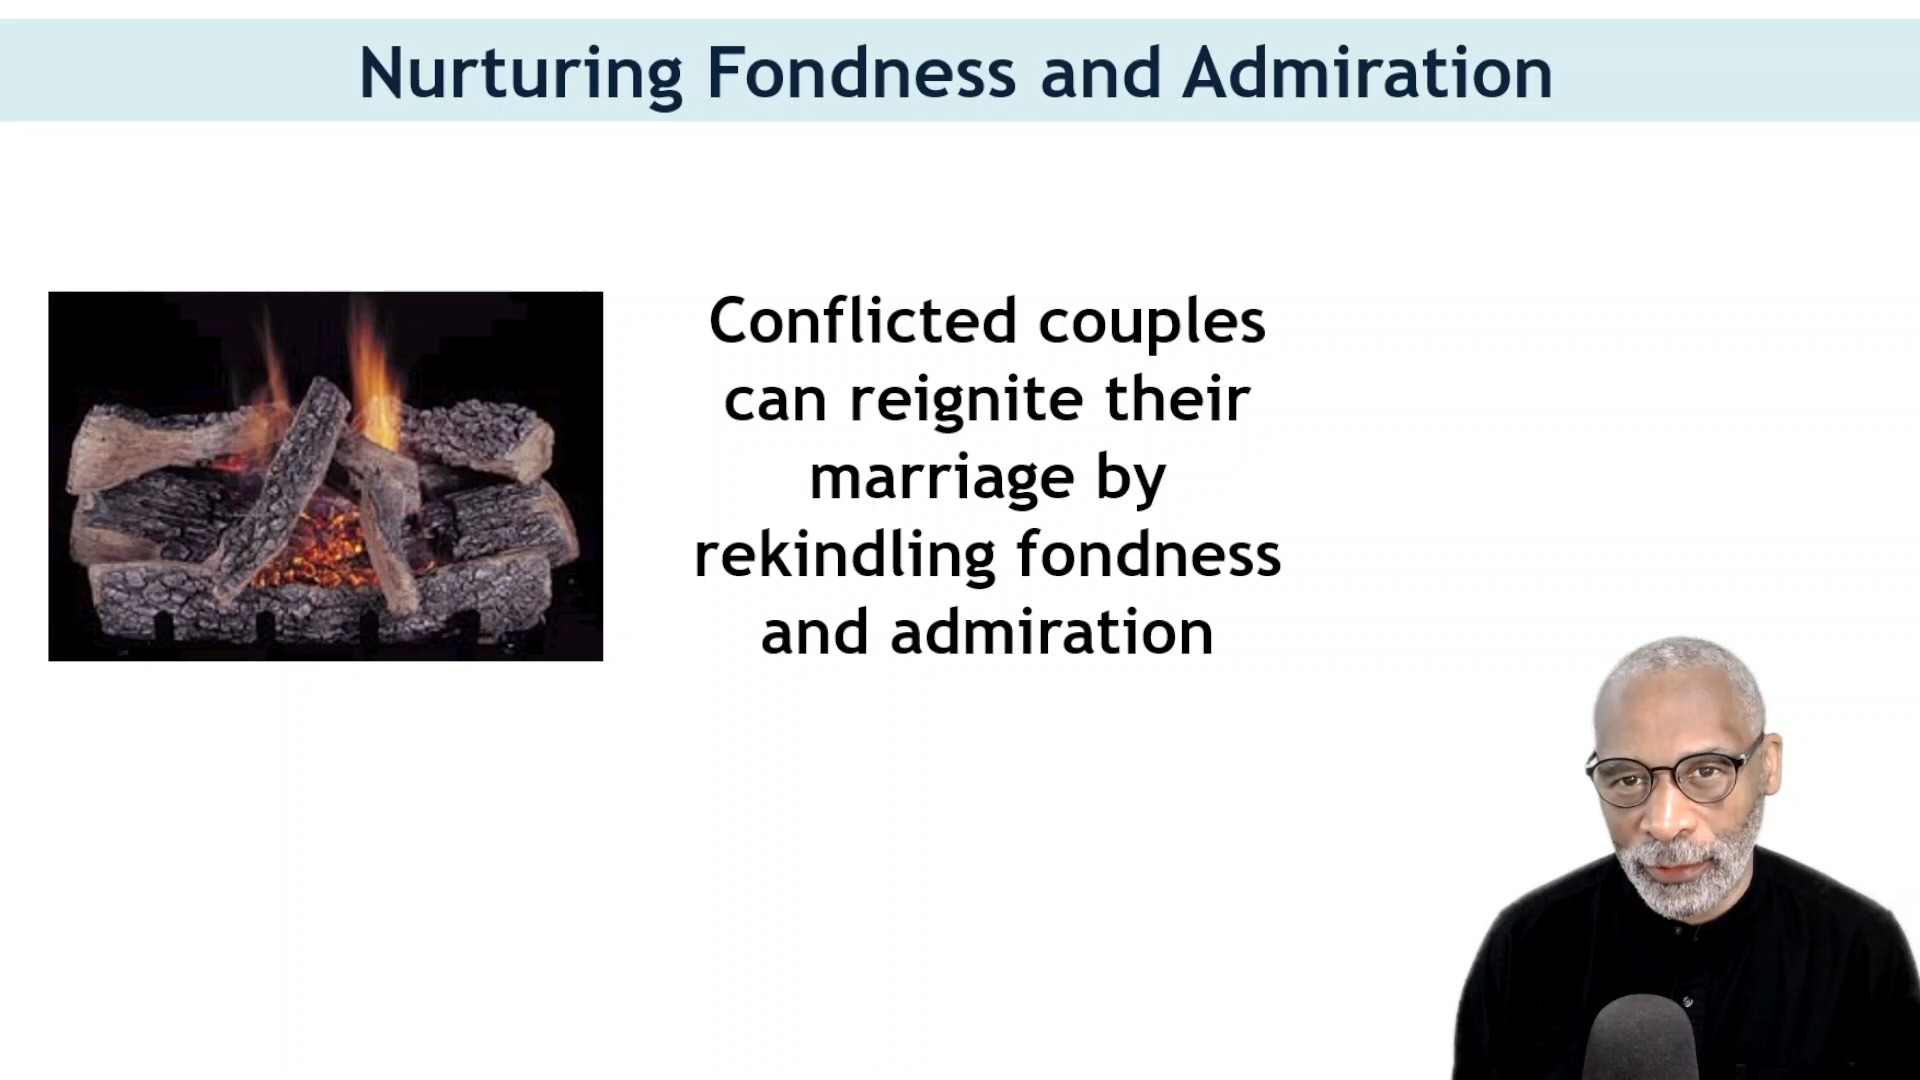 Nurturing Fondness and Admiration
Conflicted couples
can reignite their
marriage by
rekindling fondness
and admiration